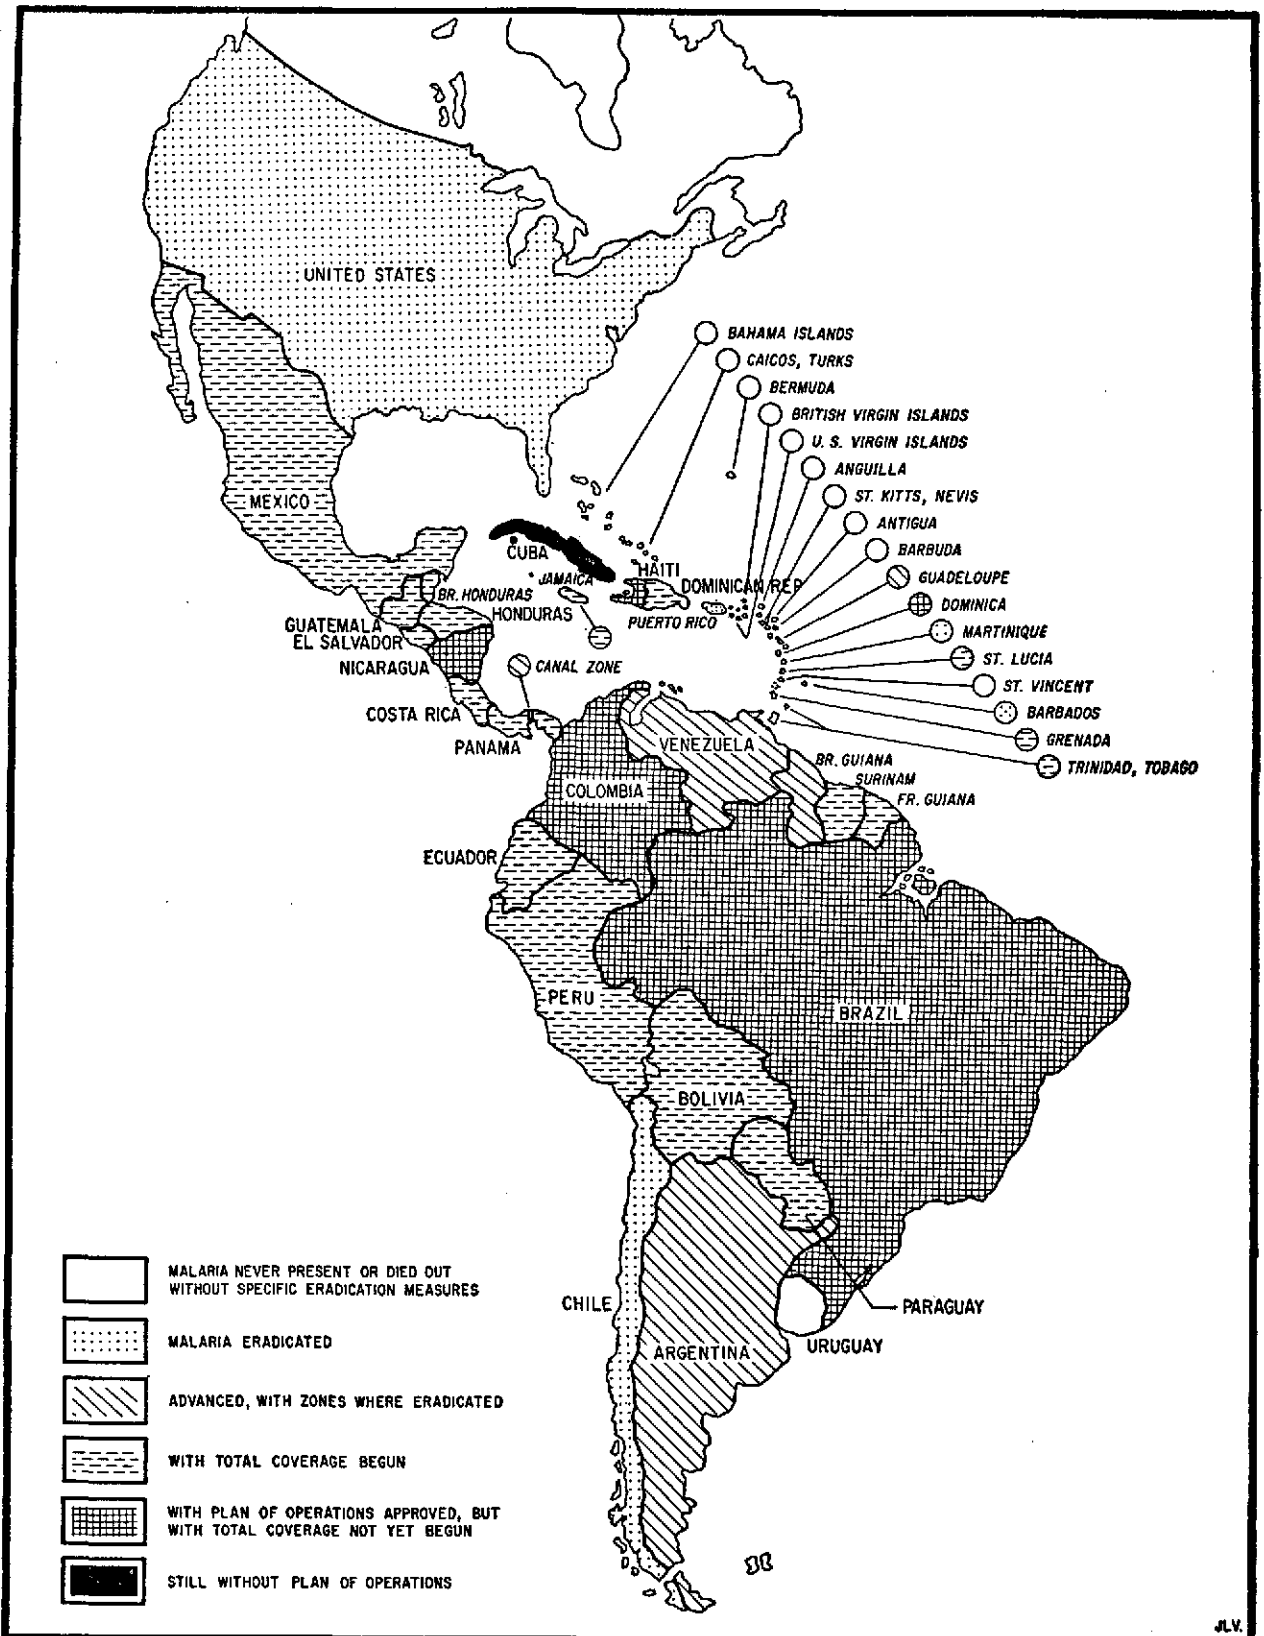 UNITED STATES
BAHAMA ISLANDS
CAICOS, TURKS
BERMUDA
BRITISH VIRGIN ISLANDS
U. S. VIRGIN ISLANDS
ANGUILLA
ST. KITTS, NEVIS
ANTIGUA
BARBUDA
GUADELOUPE
DOMINICA
MARTINIQUE
ST. LUCIA
ST. VINCENT
BARBADOS
GRENADA
TRINIDAD, TOBAGO
MEXICO
CUBA
HAITI
JAMAICA
DOMINICAN REP
BR. HONDURAS
HONDURAS
PUERTO RICO
GUATEMALA
EL SALVADOR
NICARAGUA
CANAL ZONE
COSTA RICA
PANAMA
VENEZUELA
BR. GUIANA
SURINAM
FR. GUIANA
COLOMBIA
ECUADOR
PERU
BRAZIL
BOLIVIA
CHILE
PARAGUAY
URUGUAY
ARGENTINA
MALARIA NEVER PRESENT OR DIED OUT
WITHOUT SPECIFIC ERADICATION MEASURES
MALARIA ERADICATED
ADVANCED, WITH ZONES WHERE ERADICATED
WITH TOTAL COVERAGE BEGUN
WITH PLAN OF OPERATIONS APPROVED, BUT
WITH TOTAL COVERAGE NOT YET BEGUN
STILL WITHOUT PLAN OF OPERATIONS
JLV.